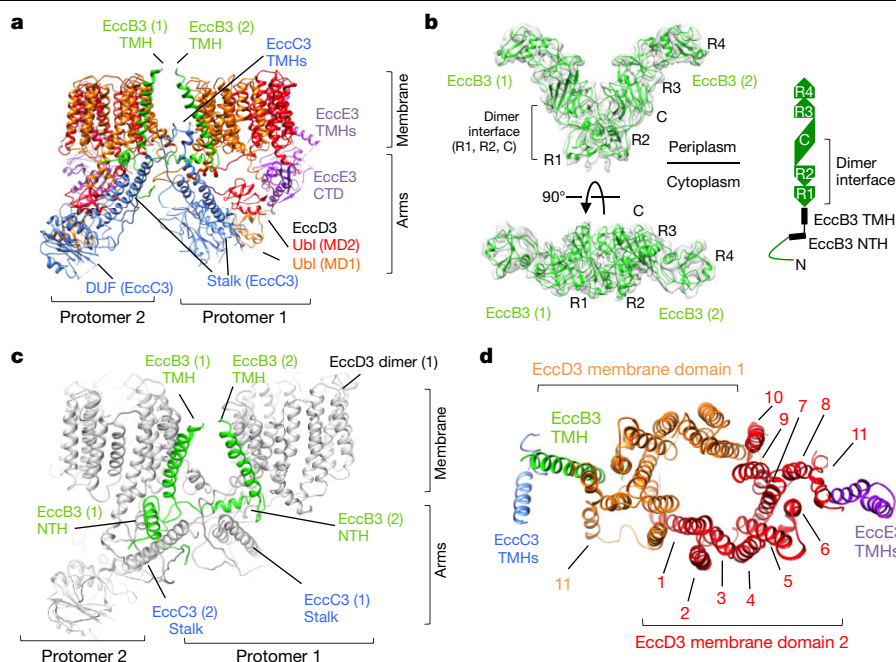 a
EccB3 (1)
TMH
EccB3 (2)
TMH
EccC3
TMHs
EccE3
TMHs
EccE3
CTD
EccD3
Ubl (MD2)
Ubl (MD1)
DUF (EccC3)
Stalk (EccC3)
Protomer 2
Protomer 1
Membrane
Arms
b
EccB3 (1)
EccB3 (2)
R4
R3
C
R2
R1
Dimer
interface
(R1, R2, C)
Periplasm
Cytoplasm
90°
C
R3
R4
R1
R2
EccB3 (1)
EccB3 (2)
R4
R3
C
R2
R1
Dimer
interface
EccB3 TMH
EccB3 NTH
N
c
EccB3 (1)
TMH
EccB3 (2)
TMH
EccD3 dimer (1)
EccB3 (1)
NTH
EccB3 (2)
NTH
EccC3 (2)
Stalk
EccC3 (1)
Stalk
Protomer 2
Protomer 1
Membrane
Arms
d
EccD3 membrane domain 1
EccB3
TMH
EccC3
TMHs
11
10
9
7
8
11
EccE3
TMHs
6
5
4
3
2
1
EccD3 membrane domain 2